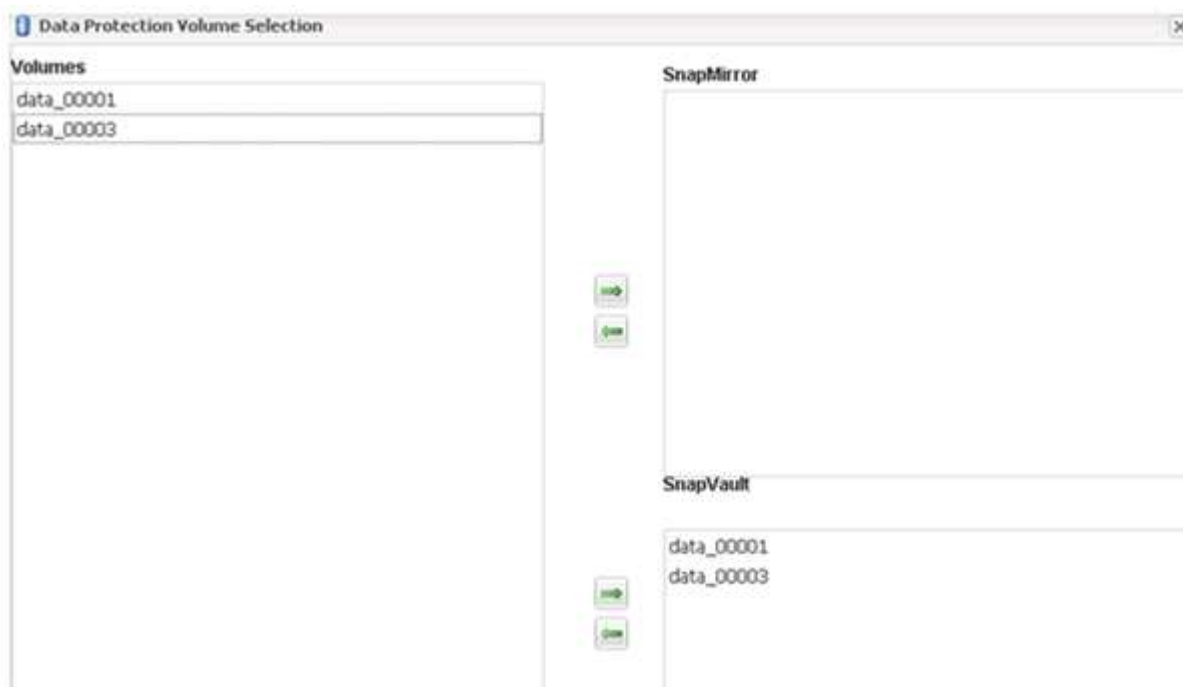 Data Protection Volume Selection
Volumes
data_00001
data_00003
SnapMirror
SnapVault
data_00001
data_00003